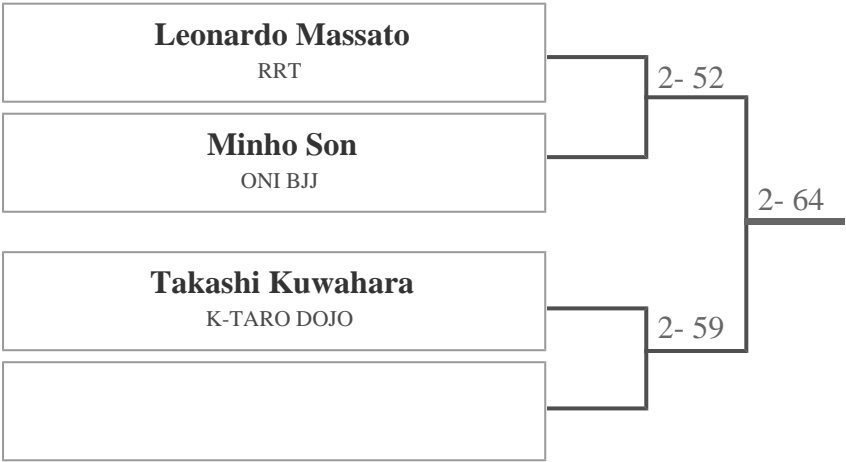 Leonardo Massato
RRT
2- 52
Minho Son
ONI BJJ
2- 64
Takashi Kuwahara
K-TARO DOJO
2- 59